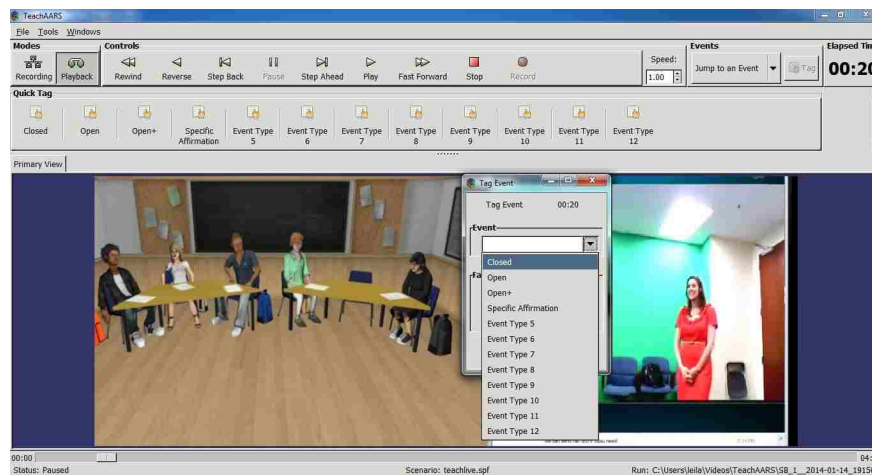 TeachAARS
File Tools Windows
Modes Controls Events Elapsed Tim
Recording Playback Rewind Reverse Step Back Pause Step Ahead Play Fast Forward Stop Record Speed: 1.00 Jump to an Event Tag 00:20
Quick Tag
Closed Open Open+ Specific Affirmation Event Type 5 Event Type 6 Event Type 7 Event Type 8 Event Type 9 Event Type 10 Event Type 11 Event Type 12
Primary View
Tag Event
Tag Event 00:20
Event
Closed
Open
Open+
Specific Affirmation
Event Type 5
Event Type 6
Event Type 7
Event Type 8
Event Type 9
Event Type 10
Event Type 11
Event Type 12
00:00 04:
Status: Paused Scenario: teachlive.spf Run: C:\Users\leila\Videos\TeachAARS\SB_1__2014-01-14_1915